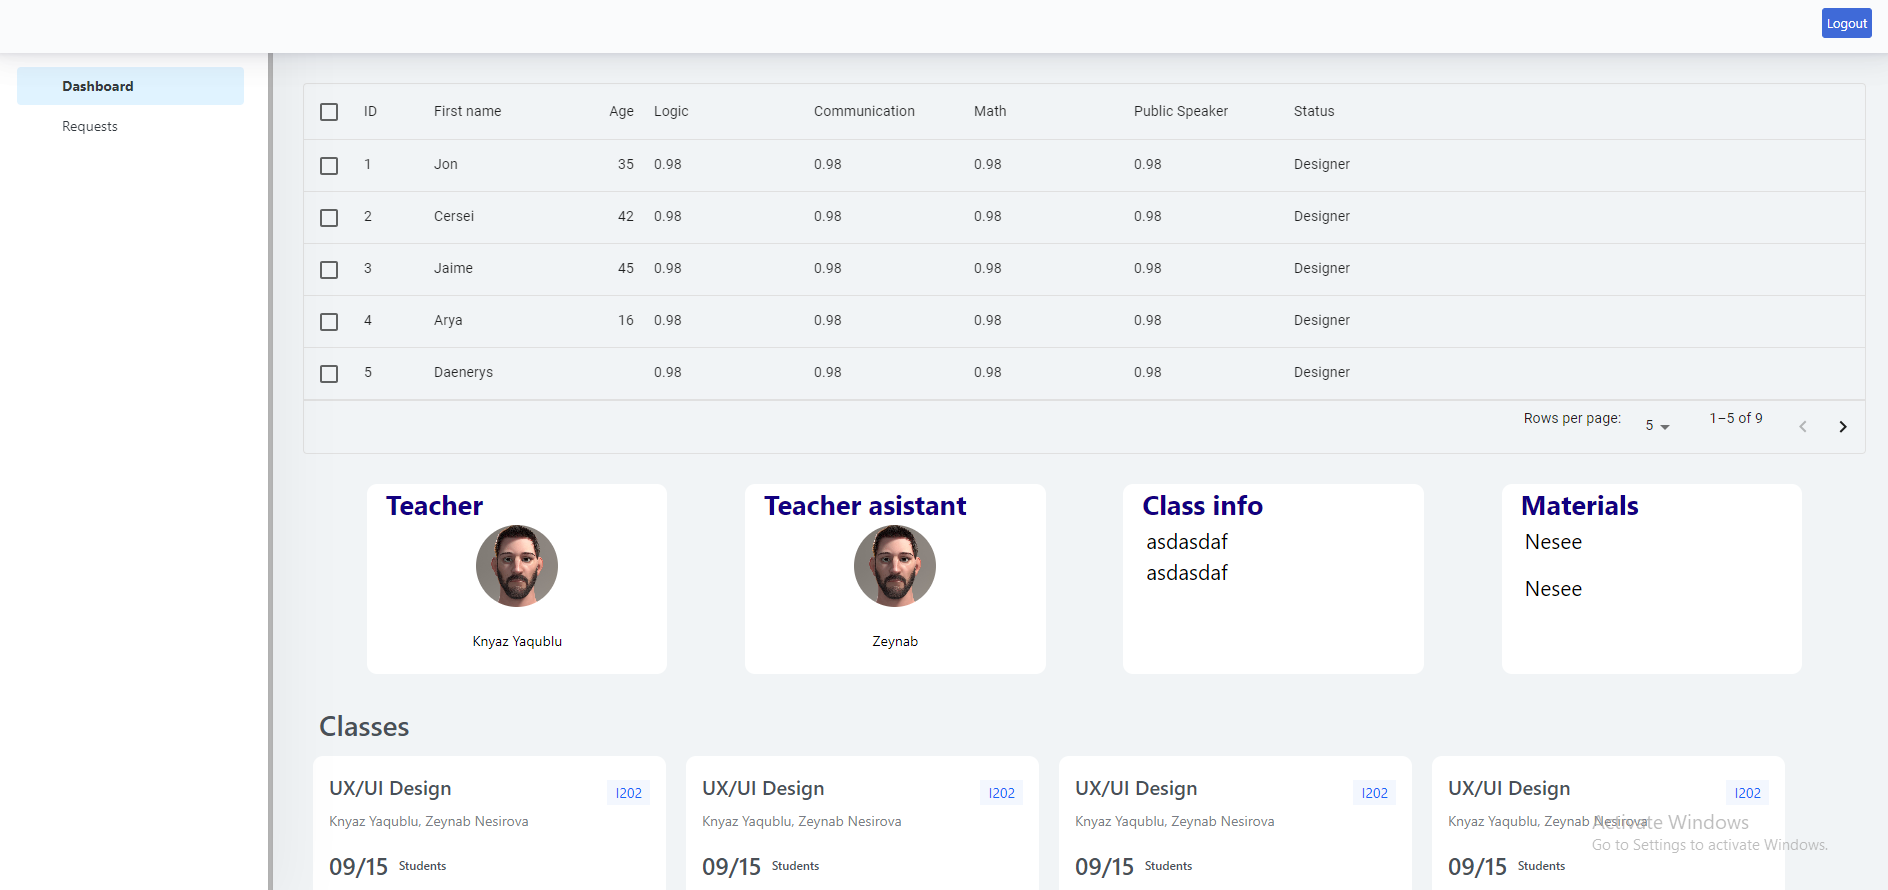 Logout
Dashboard
Requests
ID First name Age Logic Communication Math Public Speaker Status
1 Jon 35 0.98 0.98 0.98 0.98 Designer
2 Cersei 42 0.98 0.98 0.98 0.98 Designer
3 Jaime 45 0.98 0.98 0.98 0.98 Designer
4 Arya 16 0.98 0.98 0.98 0.98 Designer
5 Daenerys 0.98 0.98 0.98 0.98 Designer
Rows per page: 5 1–5 of 9
Teacher
Knyaz Yaqublu
Teacher asistant
Zeynab
Class info
asdasdaf
asdasdaf
Materials
Nesee
Nesee
Classes
UX/UI Design I202
Knyaz Yaqublu, Zeynab Nesirova
09/15 Students
UX/UI Design I202
Knyaz Yaqublu, Zeynab Nesirova
09/15 Students
UX/UI Design I202
Knyaz Yaqublu, Zeynab Nesirova
09/15 Students
UX/UI Design I202
Knyaz Yaqublu, Zeynab Nesirova
09/15 Students
Activate Windows
Go to Settings to activate Windows.